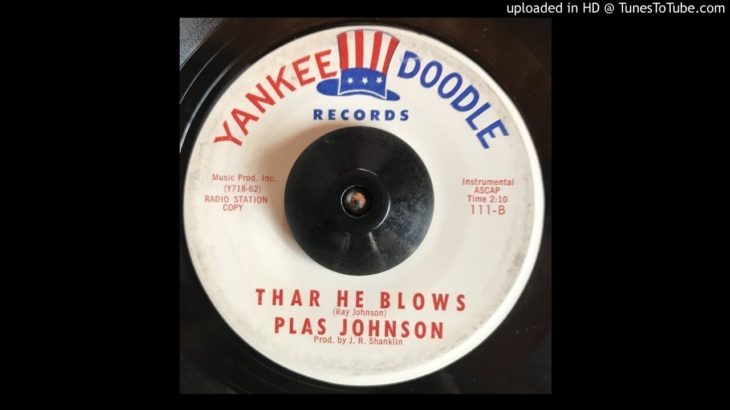 uploaded in HD @ TunesToTube.com
YANKEE DOODLE
RECORDS
Music Prod. Inc.
(Y718-62)
RADIO STATION
COPY
Instrumental
ASCAP
Time 2:10
111-B
THAR HE BLOWS
(Ray Johnson)
PLAS JOHNSON
Prod. by J. R. Shanklin